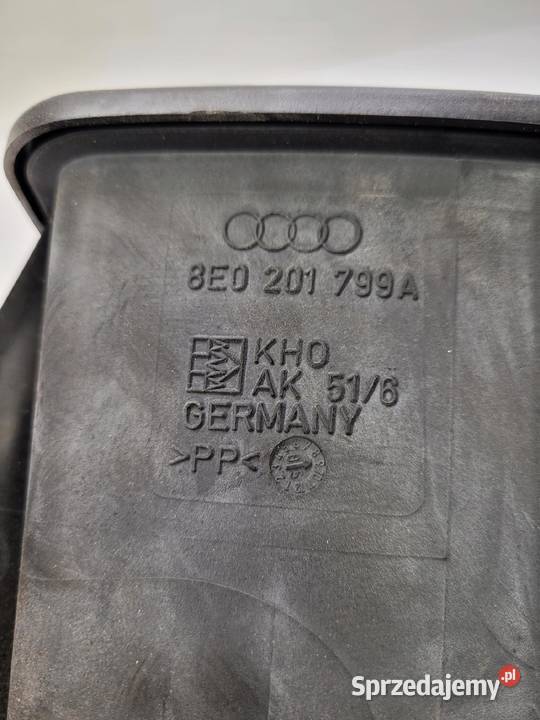 8E0 201 799A
KHO
AK 51/6
GERMANY
>PP<
Sprzedajemy.pl